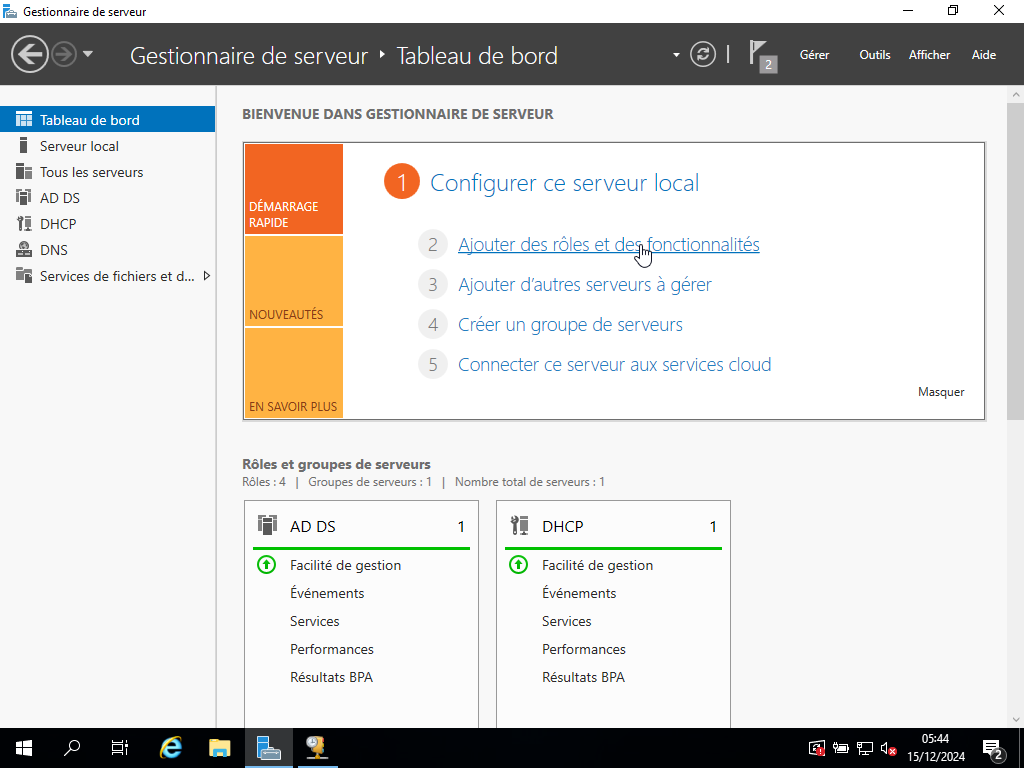 Gestionnaire de serveur
Gestionnaire de serveur ‣ Tableau de bord
2
Gérer
Outils
Afficher
Aide
Tableau de bord
Serveur local
Tous les serveurs
AD DS
DHCP
DNS
Services de fichiers et d...
BIENVENUE DANS GESTIONNAIRE DE SERVEUR
DÉMARRAGE
RAPIDE
NOUVEAUTÉS
EN SAVOIR PLUS
1 Configurer ce serveur local
2 Ajouter des rôles et des fonctionnalités
3 Ajouter d’autres serveurs à gérer
4 Créer un groupe de serveurs
5 Connecter ce serveur aux services cloud
Masquer
Rôles et groupes de serveurs
Rôles : 4 | Groupes de serveurs : 1 | Nombre total de serveurs : 1
AD DS 1
Facilité de gestion
Événements
Services
Performances
Résultats BPA
DHCP 1
Facilité de gestion
Événements
Services
Performances
Résultats BPA
05:44
15/12/2024
2